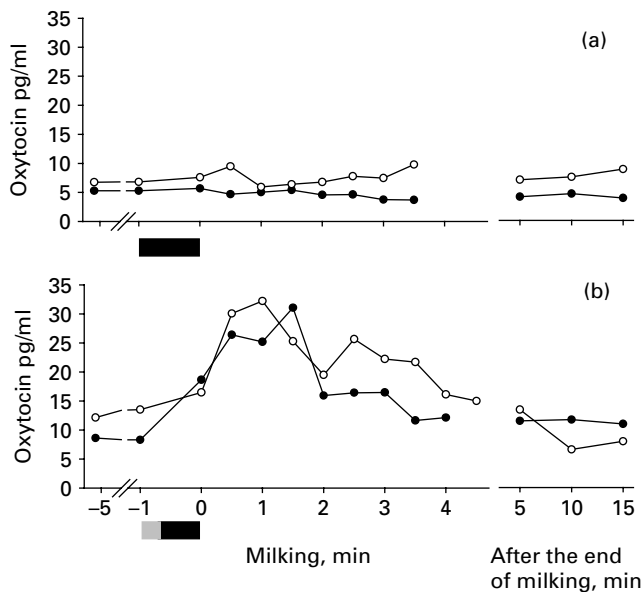 35
(a)
30
25
20
15
10
5
0
Oxytocin pg/ml
35
(b)
30
25
20
15
10
5
0
Oxytocin pg/ml
–5 –1 0 1 2 3 4 5 10 15
Milking, min After the end
of milking, min